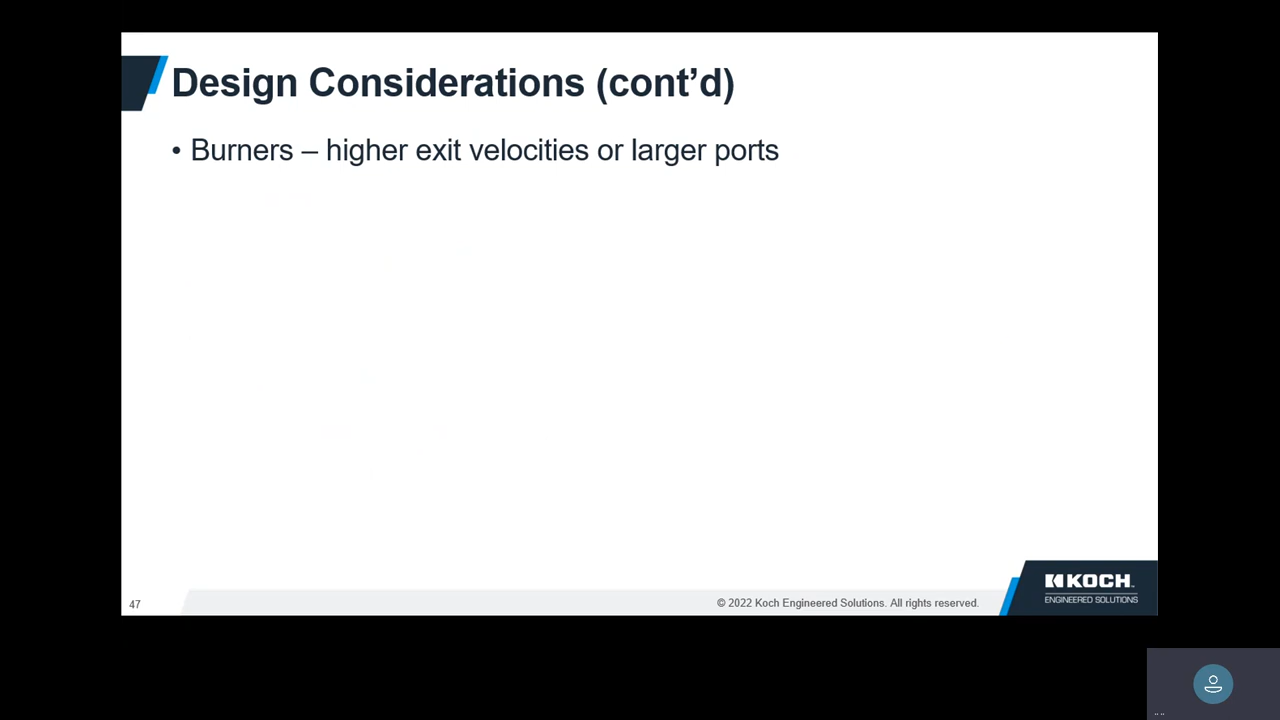 Design Considerations (cont’d)
• Burners – higher exit velocities or larger ports
47
© 2022 Koch Engineered Solutions. All rights reserved.
KOCH
ENGINEERED SOLUTIONS